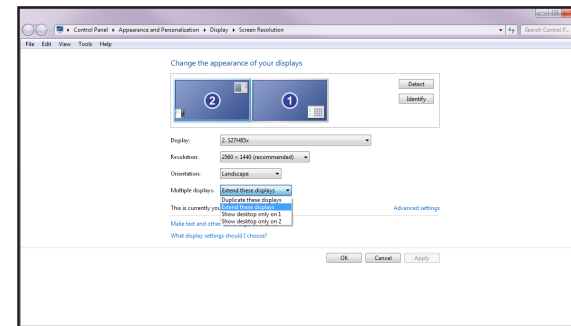 Control Panel ▸ Appearance and Personalization ▸ Display ▸ Screen Resolution
Search Control P...
File Edit View Tools Help
Change the appearance of your displays
2
1
Detect
Identify
Display: 2. S27H85x
Resolution: 2560 × 1440 (recommended)
Orientation: Landscape
Multiple displays: Extend these displays
Duplicate these displays
This is currently you Extend these displays Advanced settings
Show desktop only on 1
Make text and othe Show desktop only on 2
What display settings should I choose?
OK Cancel Apply